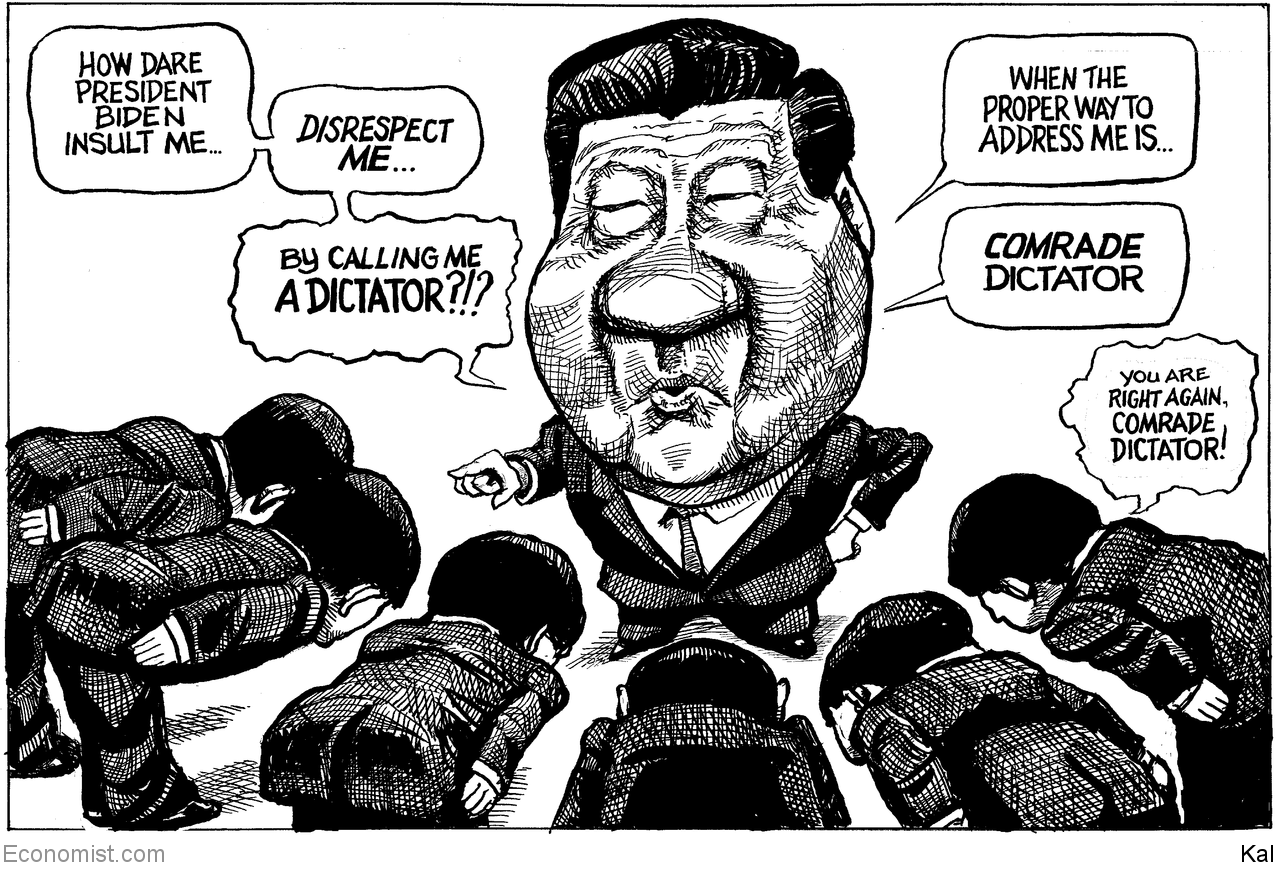 HOW DARE
PRESIDENT
BIDEN
INSULT ME...
DISRESPECT
ME...
BY CALLING ME
A DICTATOR?!?
WHEN THE
PROPER WAY TO
ADDRESS ME IS...
COMRADE
DICTATOR
YOU ARE
RIGHT AGAIN,
COMRADE
DICTATOR!
Economist.com
Kal